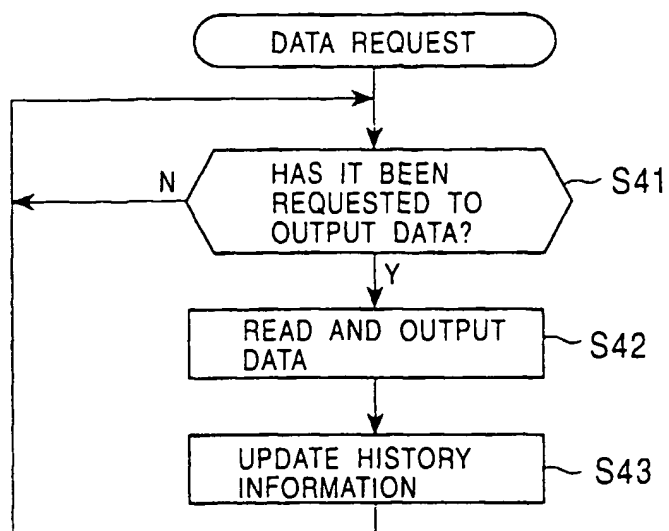 DATA REQUEST
N
HAS IT BEEN
REQUESTED TO
OUTPUT DATA?
S41
Y
READ AND OUTPUT
DATA
S42
UPDATE HISTORY
INFORMATION
S43